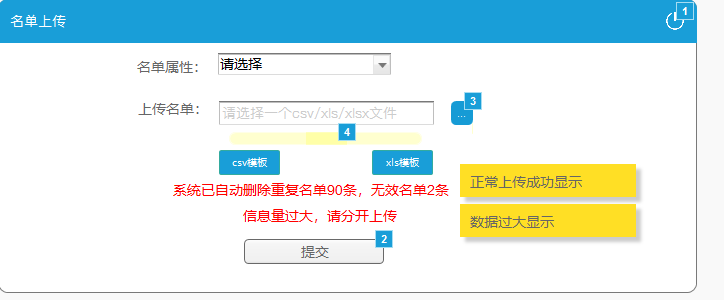 名单上传
1
名单属性：
请选择
上传名单：
请选择一个csv/xls/xlsx文件
...
3
4
csv模板
xls模板
系统已自动删除重复名单90条，无效名单2条
正常上传成功显示
信息量过大，请分开上传
数据过大显示
提交
2